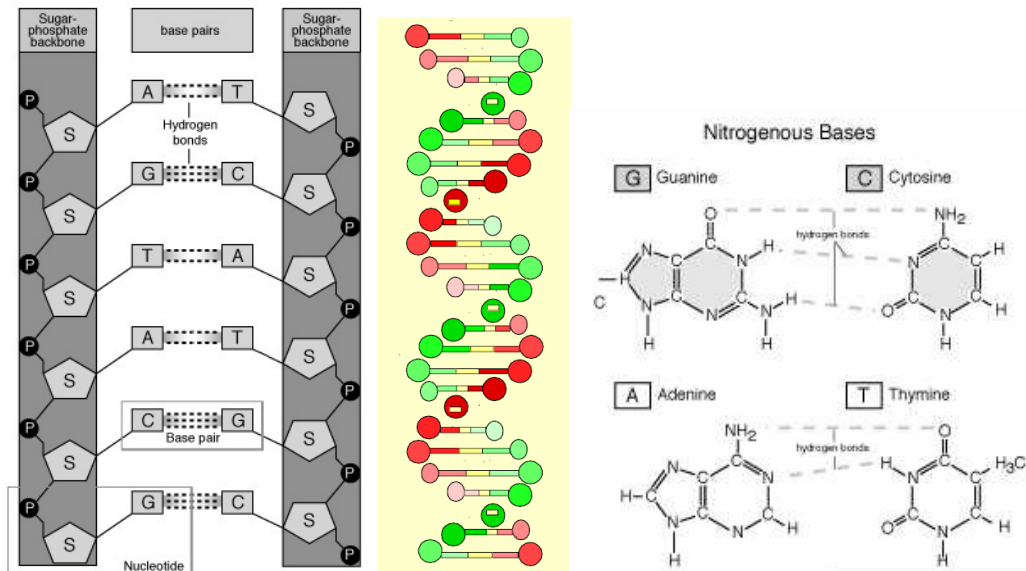 Sugar-
phosphate
backbone
base pairs
Sugar-
phosphate
backbone
P
A
T
S
S
Hydrogen
bonds
P
P
G
C
S
S
P
P
T
A
S
S
P
P
A
T
S
S
P
P
C
G
Base pair
S
S
P
P
G
C
S
S
P
Nucleotide
Nitrogenous Bases
G Guanine
C Cytosine
O
NH₂
hydrogen bonds
N
C
H
C
C
N
C
N
C
H
H
C
C
C
C
C
N
N
H
O
N
H
N
H
H
H
A Adenine
T Thymine
NH₂
O
hydrogen bonds
N
C
C
N
H
N
C
C
H₃C
H
C
C
C
N
N
C
H
O
C
N
C
H
H
H